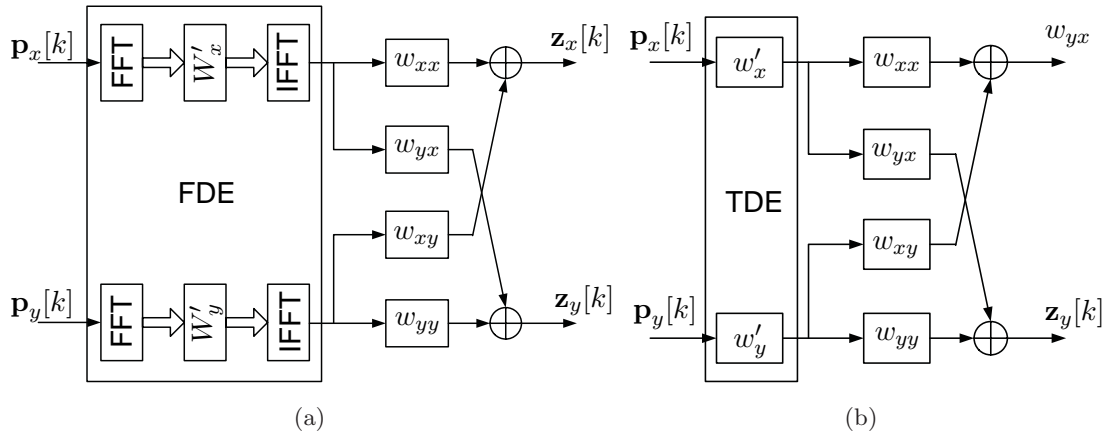 p_x[k] FFT W'_x IFFT w_xx z_x[k]
w_yx
FDE
w_xy
p_y[k] FFT W'_y IFFT w_yy z_y[k]
(a)
p_x[k] w'_x w_xx w_yx
w_yx
TDE
w_xy
p_y[k] w'_y w_yy z_y[k]
(b)